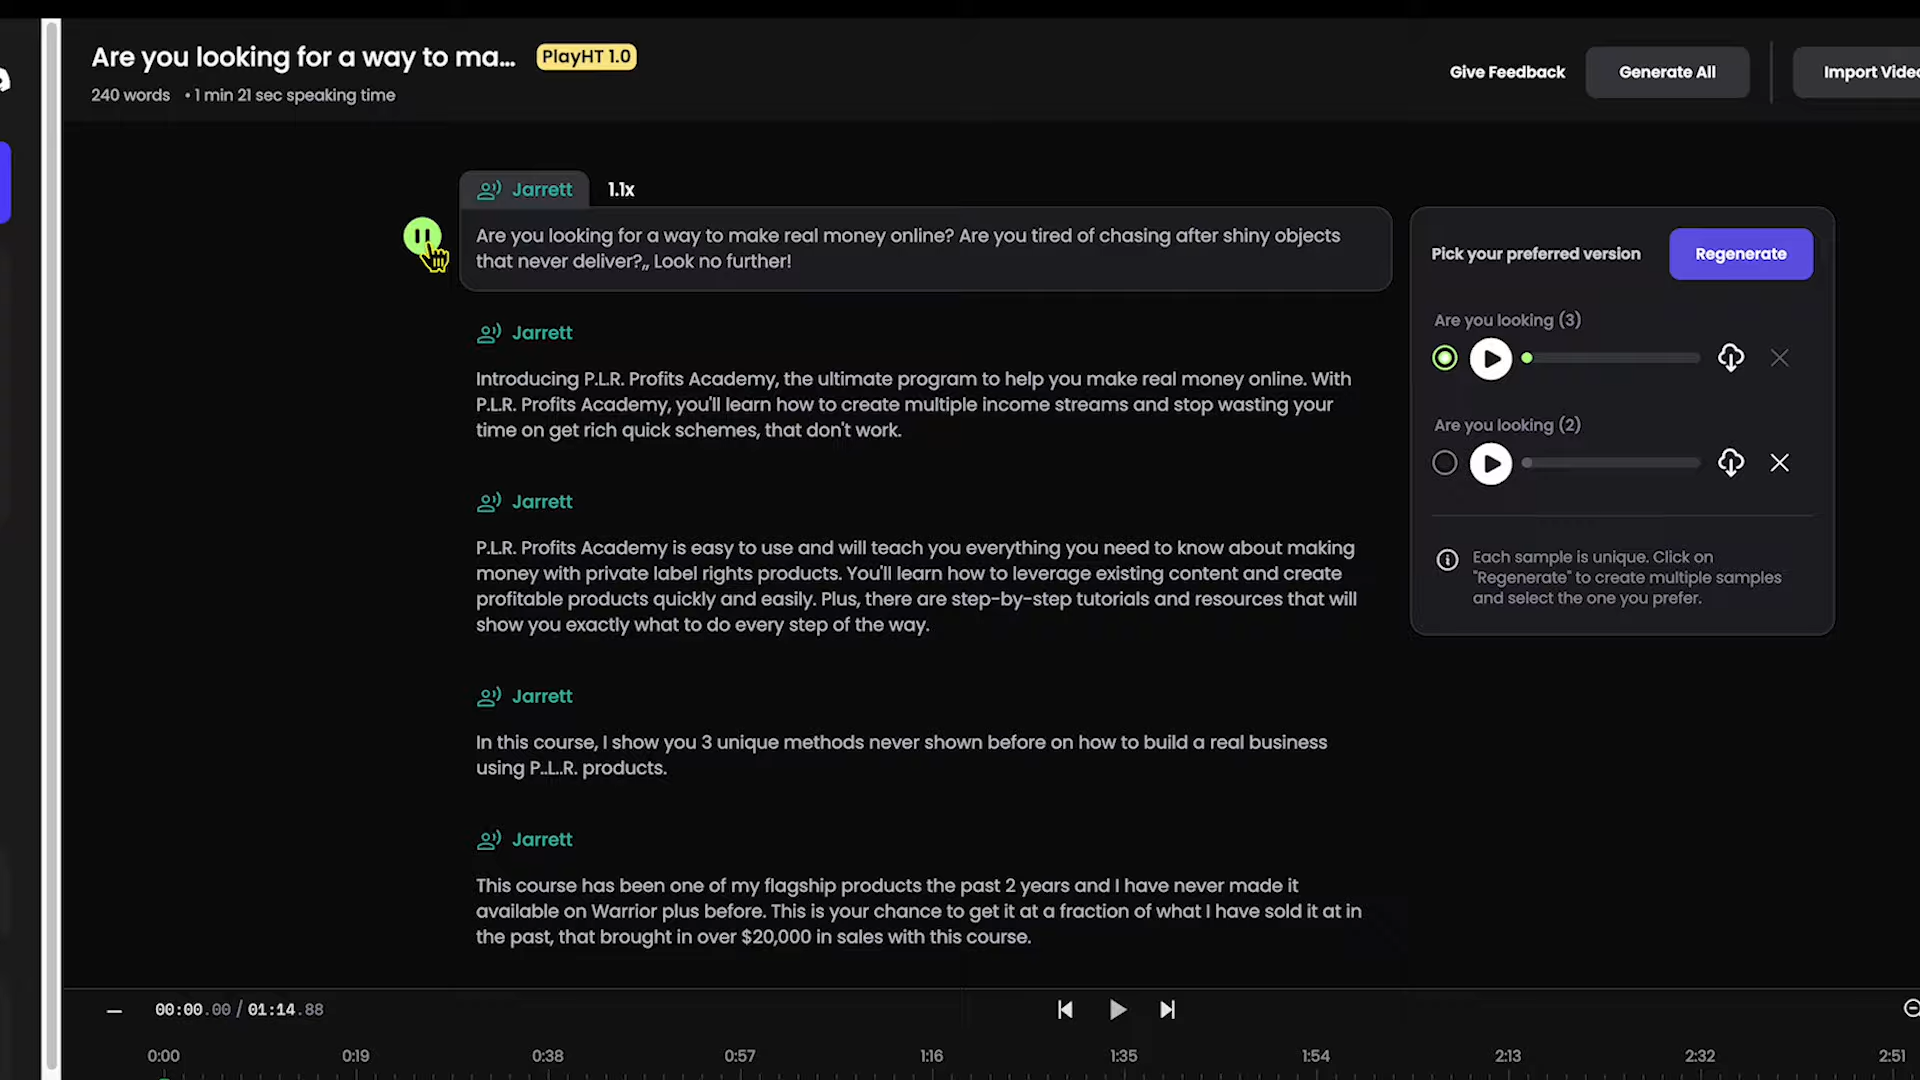 Are you looking for a way to ma...
PlayHT 1.0
240 words • 1 min 21 sec speaking time
Give Feedback
Generate All
Import Video
Jarrett
1.1x
Are you looking for a way to make real money online? Are you tired of chasing after shiny objects
that never deliver?,, Look no further!
Pick your preferred version
Regenerate
Are you looking (3)
Are you looking (2)
Each sample is unique. Click on
"Regenerate" to create multiple samples
and select the one you prefer.
Jarrett
Introducing P.L.R. Profits Academy, the ultimate program to help you make real money online. With
P.L.R. Profits Academy, you'll learn how to create multiple income streams and stop wasting your
time on get rich quick schemes, that don't work.
Jarrett
P.L.R. Profits Academy is easy to use and will teach you everything you need to know about making
money with private label rights products. You'll learn how to leverage existing content and create
profitable products quickly and easily. Plus, there are step-by-step tutorials and resources that will
show you exactly what to do every step of the way.
Jarrett
In this course, I show you 3 unique methods never shown before on how to build a real business
using P..L..R. products.
Jarrett
This course has been one of my flagship products the past 2 years and I have never made it
available on Warrior plus before. This is your chance to get it at a fraction of what I have sold it at in
the past, that brought in over $20,000 in sales with this course.
00:00.00 / 01:14.88
0:00 0:19 0:38 0:57 1:16 1:35 1:54 2:13 2:32 2:51